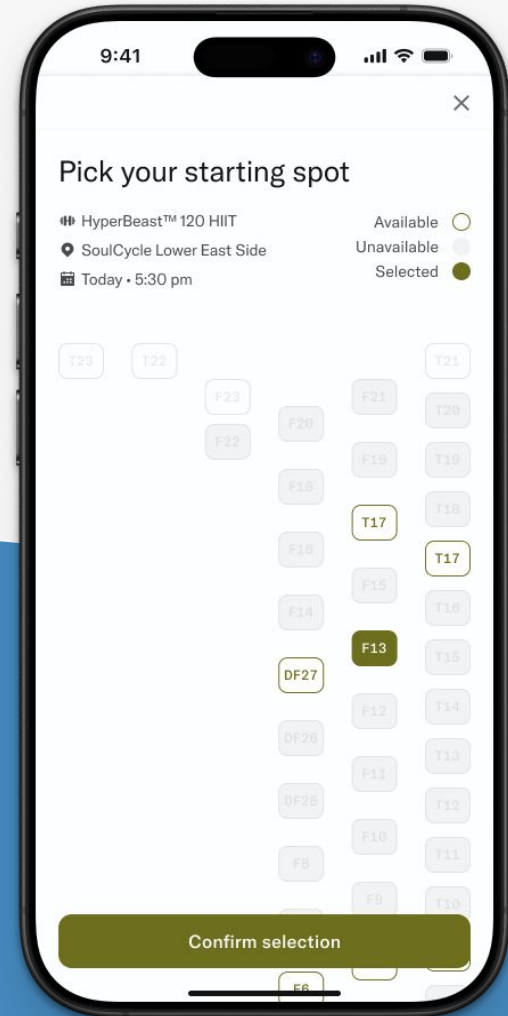 9:41
Pick your starting spot
HyperBeast™ 120 HIIT
SoulCycle Lower East Side
Today • 5:30 pm
Available
Unavailable
Selected
T23 T22 T21
F23 F21
F20 T20
F22
F19 T19
F18
T17 T18
F16 T17
F15
F14 T16
F13 T15
DF27
F12 T14
DF26 T13
F11
DF25 T12
F10
F8 T11
F9 T10
Confirm selection